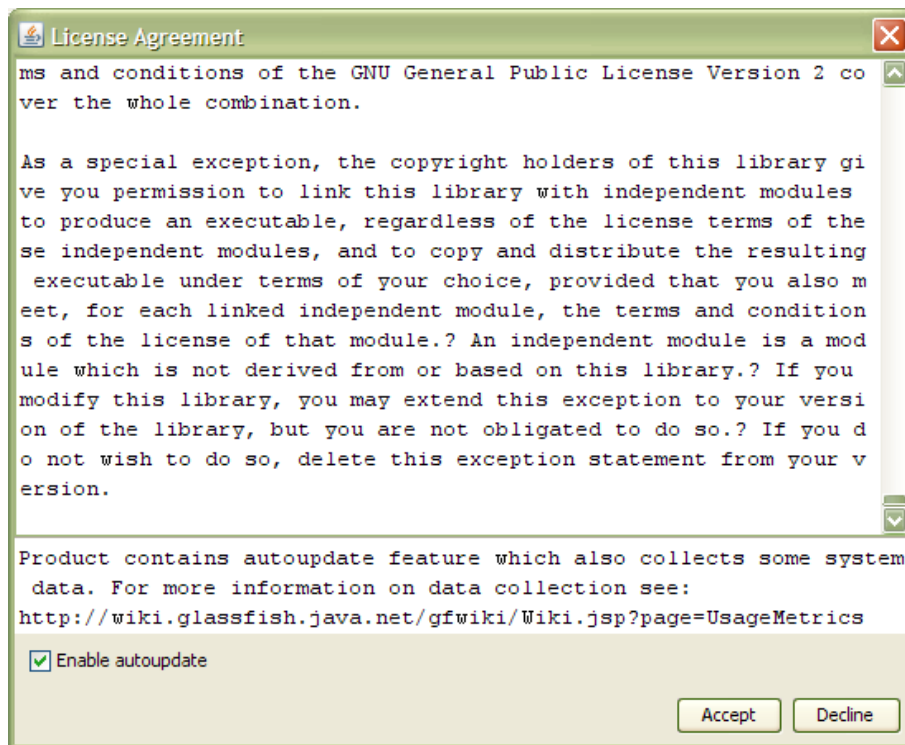 License Agreement
ms and conditions of the GNU General Public License Version 2 co
ver the whole combination.
As a special exception, the copyright holders of this library gi
ve you permission to link this library with independent modules
to produce an executable, regardless of the license terms of the
se independent modules, and to copy and distribute the resulting
executable under terms of your choice, provided that you also m
eet, for each linked independent module, the terms and condition
s of the license of that module.? An independent module is a mod
ule which is not derived from or based on this library.? If you
modify this library, you may extend this exception to your versi
on of the library, but you are not obligated to do so.? If you d
o not wish to do so, delete this exception statement from your v
ersion.
Product contains autoupdate feature which also collects some system
data. For more information on data collection see:
http://wiki.glassfish.java.net/gfwiki/Wiki.jsp?page=UsageMetrics
Enable autoupdate
Accept Decline